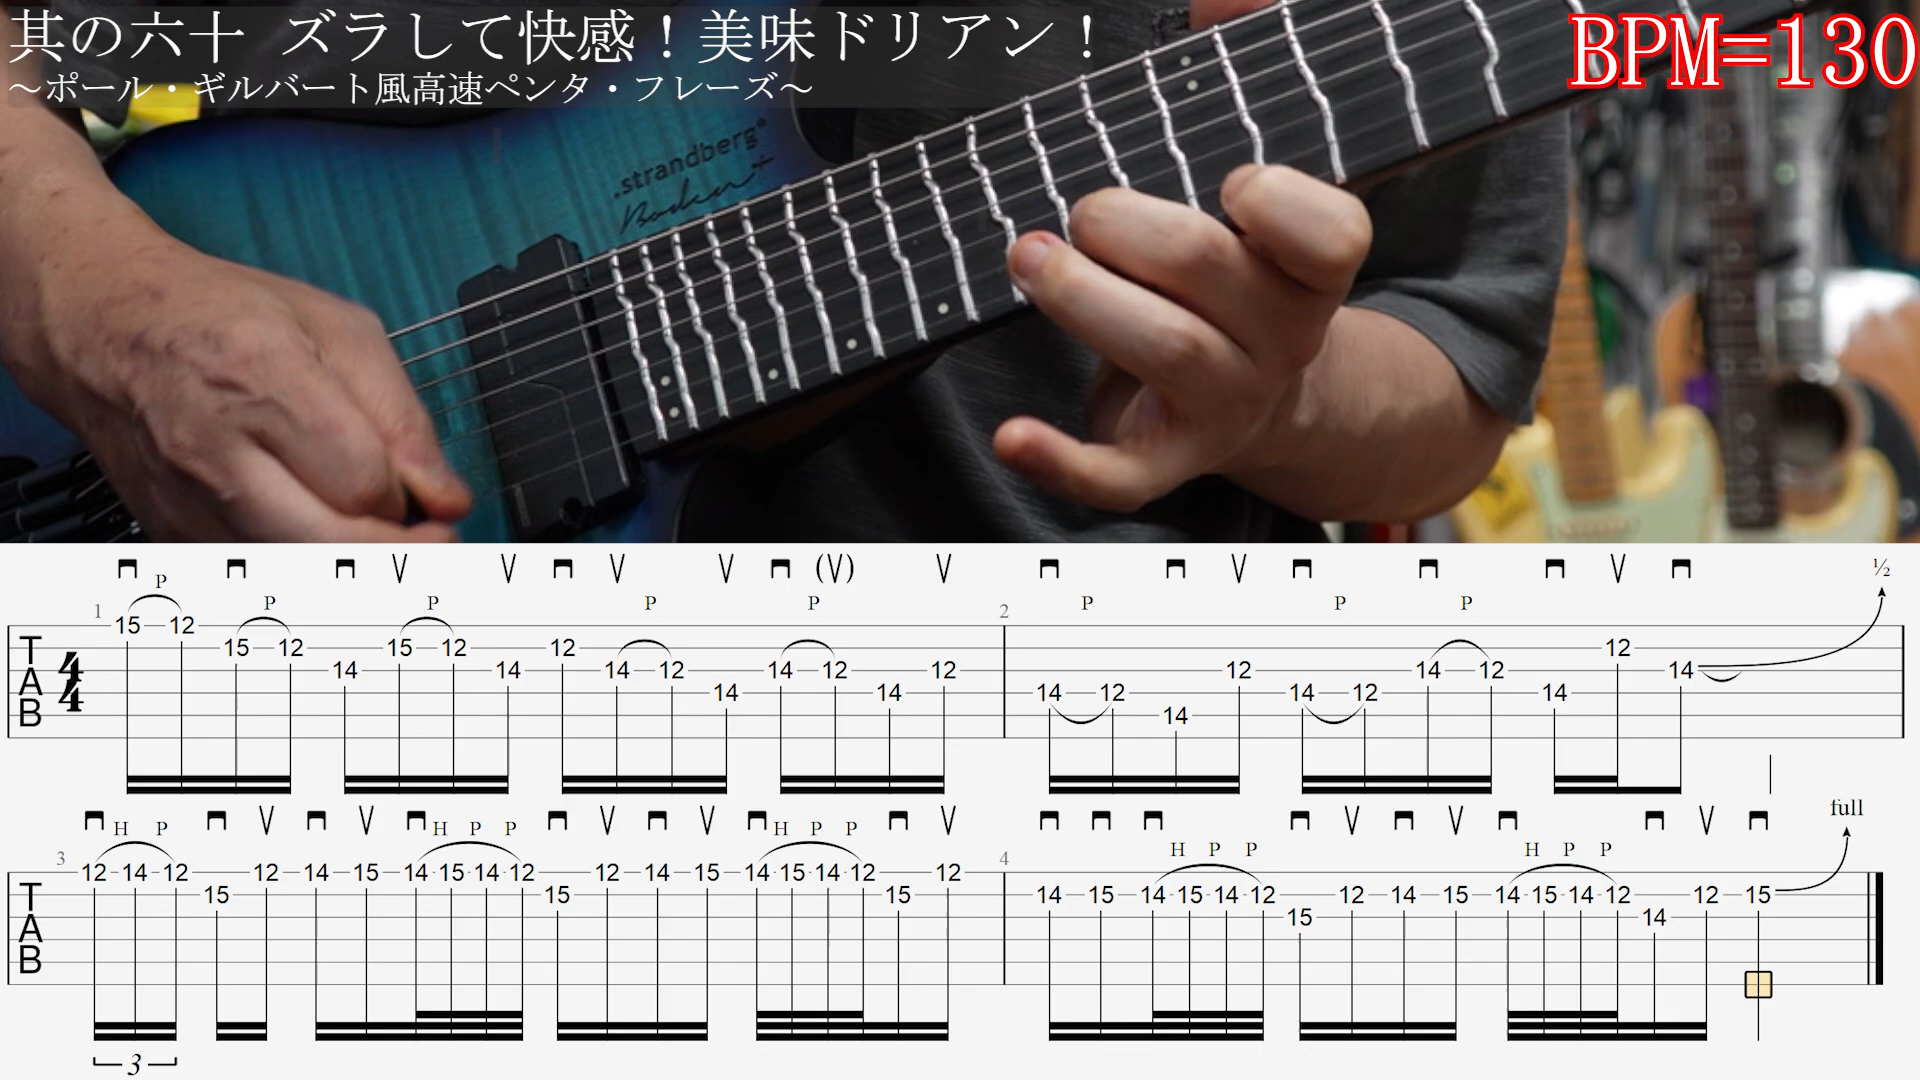 其の六十 ズラして快感！美味ドリアン！
～ポール・ギルバート風高速ペンタ・フレーズ～
BPM=130
.strandberg*
Boden+
P P P P P P P P ½
1 15 12 15 12 14 15 12 14 12 14 12 14 14 12 14 12
2 14 12 14 12 14 12 14 12 14 12 14
TAB 4/4
H P H P P H P P H P P H P P full
3 12 14 12 15 12 14 15 14 15 14 12 15 12 14 15 14 15 14 12 15 12
4 14 15 14 15 14 12 15 12 14 15 14 15 14 12 14 12 15
TAB
3